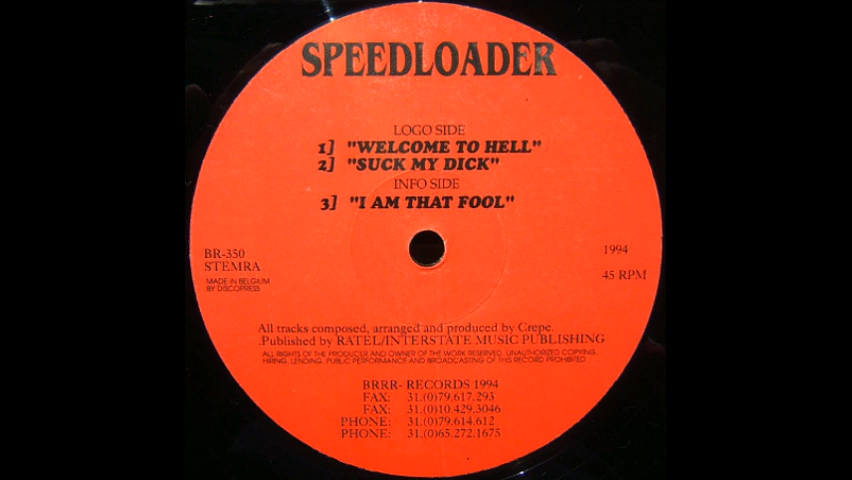 SPEEDLOADER
LOGO SIDE
1] "WELCOME TO HELL"
2] "SUCK MY DICK"
INFO SIDE
3] "I AM THAT FOOL"
BR-350
STEMRA
MADE IN BELGIUM
BY DISCOPRESS
1994
45 RPM
All tracks composed, arranged and produced by Crepe.
.Published by RATEL/INTERSTATE MUSIC PUBLISHING
ALL RIGHTS OF THE PRODUCER AND OWNER OF THE WORK RESERVED. UNAUTHORIZED COPYING,
HIRING, LENDING, PUBLIC PERFORMANCE AND BROADCASTING OF THIS RECORD PROHIBITED
BRRR- RECORDS 1994
FAX: 31.(0)79.617.293
FAX: 31.(0)10.429.3046
PHONE: 31.(0)79.614.612
PHONE: 31.(0)65.272.1675